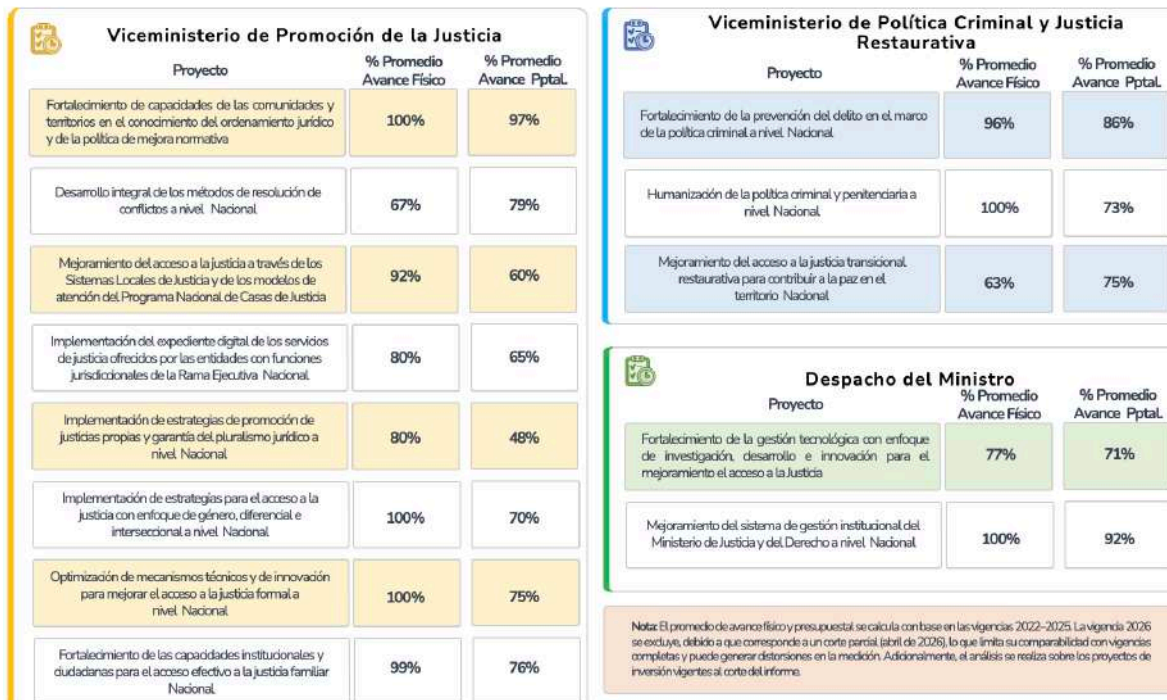 Viceministerio de Promoción de la Justicia
Proyecto
% Promedio
Avance Físico
% Promedio
Avance Pptal.
Fortalecimiento de capacidades de las comunidades y
territorios en el conocimiento del ordenamiento jurídico
y de la política de mejora normativa
100%
97%
Desarrollo integral de los métodos de resolución de
conflictos a nivel Nacional
67%
79%
Mejoramiento del acceso a la justicia a través de los
Sistemas Locales de Justicia y de los modelos de
atención del Programa Nacional de Casas de Justicia
92%
60%
Implementación del expediente digital de los servicios
de justicia ofrecidos por las entidades con funciones
jurisdiccionales de la Rama Ejecutiva Nacional
80%
65%
Implementación de estrategias de promoción de
justicias propias y garantía del pluralismo jurídico a
nivel Nacional
80%
48%
Implementación de estrategias para el acceso a la
justicia con enfoque de género, diferencial e
interseccional a nivel Nacional
100%
70%
Optimización de mecanismos técnicos y de innovación
para mejorar el acceso a la justicia formal a
nivel Nacional
100%
75%
Fortalecimiento de las capacidades institucionales y
ciudadanas para el acceso efectivo a la justicia familiar
Nacional
99%
76%
Viceministerio de Política Criminal y Justicia
Restaurativa
Proyecto
% Promedio
Avance Físico
% Promedio
Avance Pptal.
Fortalecimiento de la prevención del delito en el marco
de la política criminal a nivel Nacional
96%
86%
Humanización de la política criminal y penitenciaria a
nivel Nacional
100%
73%
Mejoramiento del acceso a la justicia transicional
restaurativa para contribuir a la paz en el
territorio Nacional
63%
75%
Despacho del Ministro
Proyecto
% Promedio
Avance Físico
% Promedio
Avance Pptal.
Fortalecimiento de la gestión tecnológica con enfoque
de investigación, desarrollo e innovación para el
mejoramiento el acceso a la Justicia
77%
71%
Mejoramiento del sistema de gestión institucional del
Ministerio de Justicia y del Derecho a nivel Nacional
100%
92%
Nota: El promedio de avance físico y presupuestal se calcula con base en las vigencias 2022–2025. La vigencia 2026
se excluye, debido a que corresponde a un corte parcial (abril de 2026), lo que limita su comparabilidad con vigencias
completas y puede generar distorsiones en la medición. Adicionalmente, el análisis se realiza sobre los proyectos de
inversión vigentes al corte del informe.